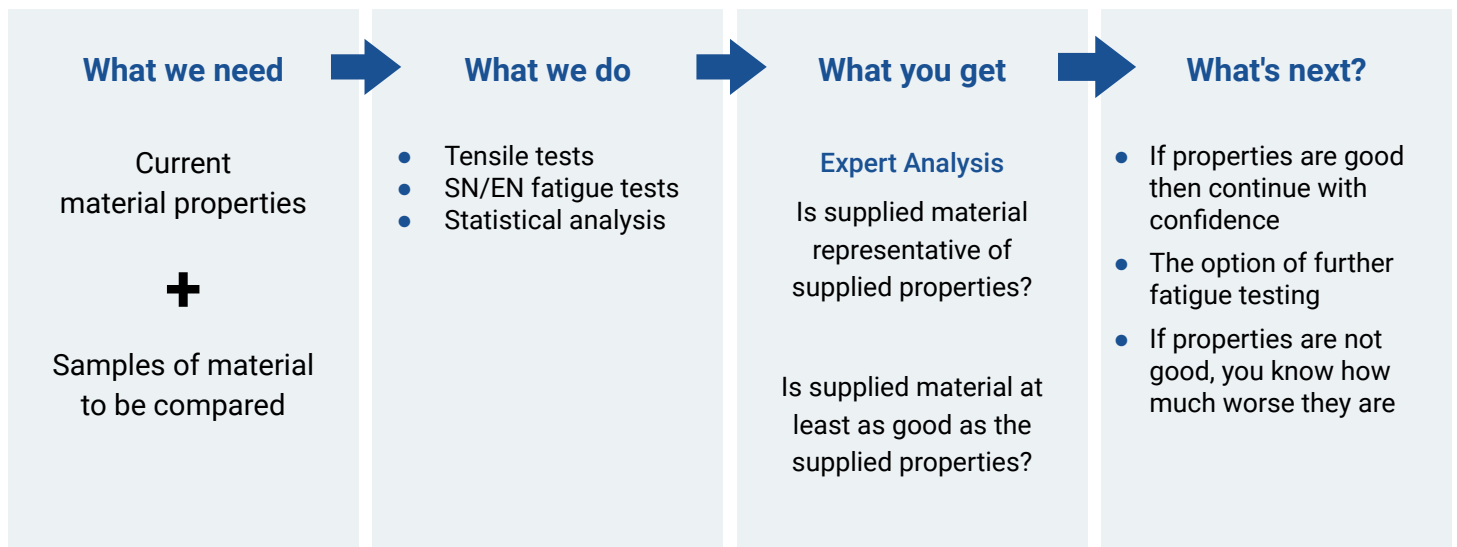 What we need
Current
material properties
+
Samples of material
to be compared
What we do
Tensile tests
SN/EN fatigue tests
Statistical analysis
What you get
Expert Analysis
Is supplied material
representative of
supplied properties?
Is supplied material at
least as good as the
supplied properties?
What's next?
If properties are good
then continue with
confidence
The option of further
fatigue testing
If properties are not
good, you know how
much worse they are